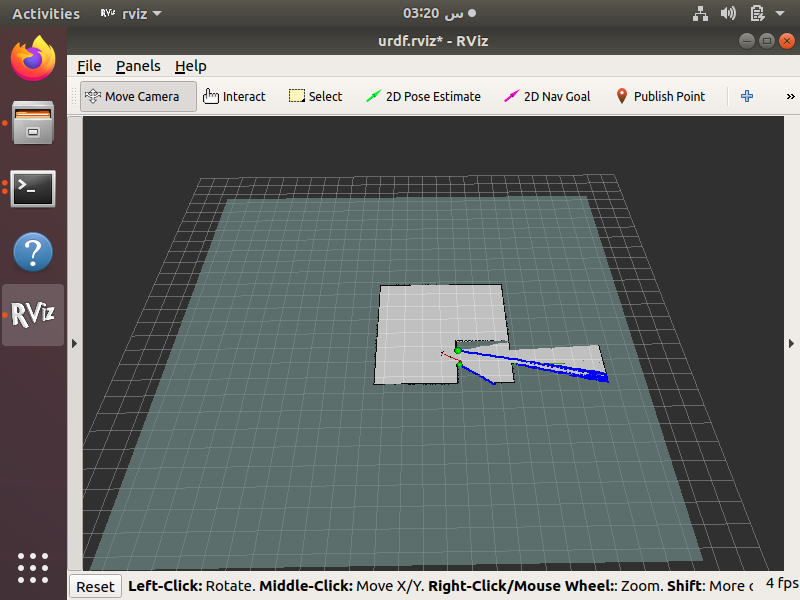 Activities RViz rviz 03:20 س
urdf.rviz* - RViz
File Panels Help
Move Camera Interact Select 2D Pose Estimate 2D Nav Goal Publish Point »
>_
?
RViz
Reset Left-Click: Rotate. Middle-Click: Move X/Y. Right-Click/Mouse Wheel:: Zoom. Shift: More 4 fps